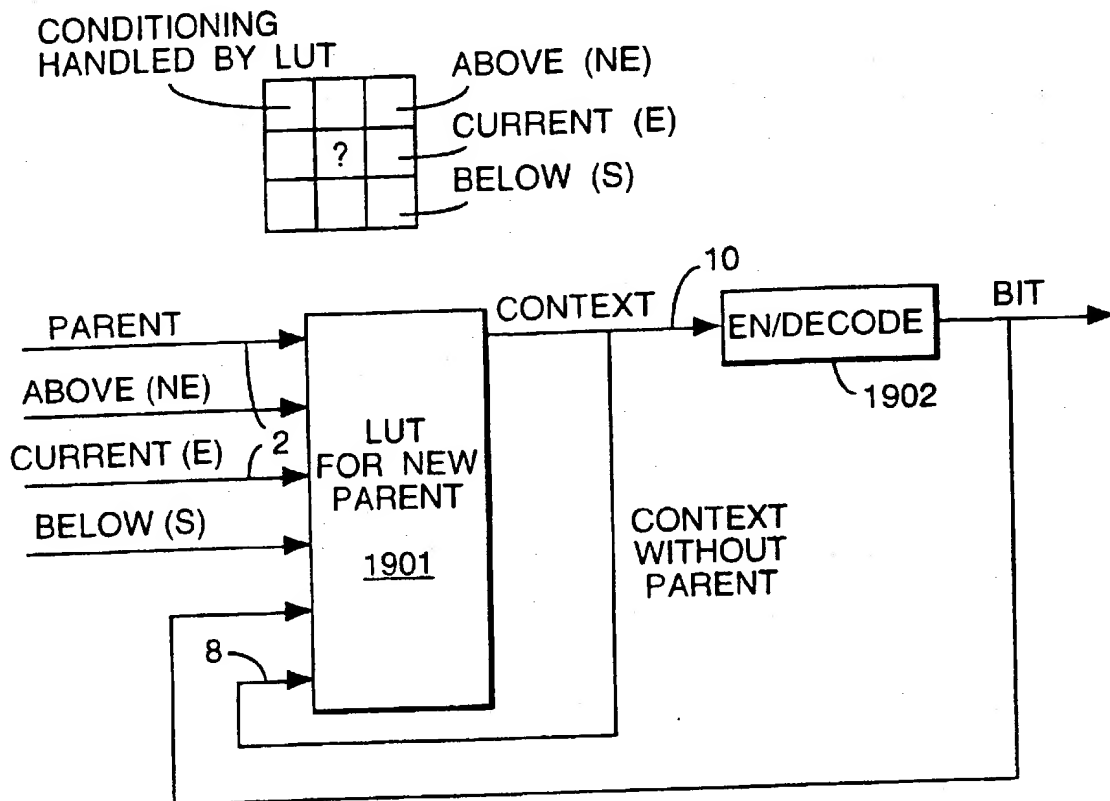 CONDITIONING
HANDLED BY LUT
ABOVE (NE)
CURRENT (E)
?
BELOW (S)
10
CONTEXT
BIT
PARENT
EN/DECODE
ABOVE (NE)
1902
2
CURRENT (E)
LUT
FOR NEW
PARENT
BELOW (S)
1901
CONTEXT
WITHOUT
PARENT
8